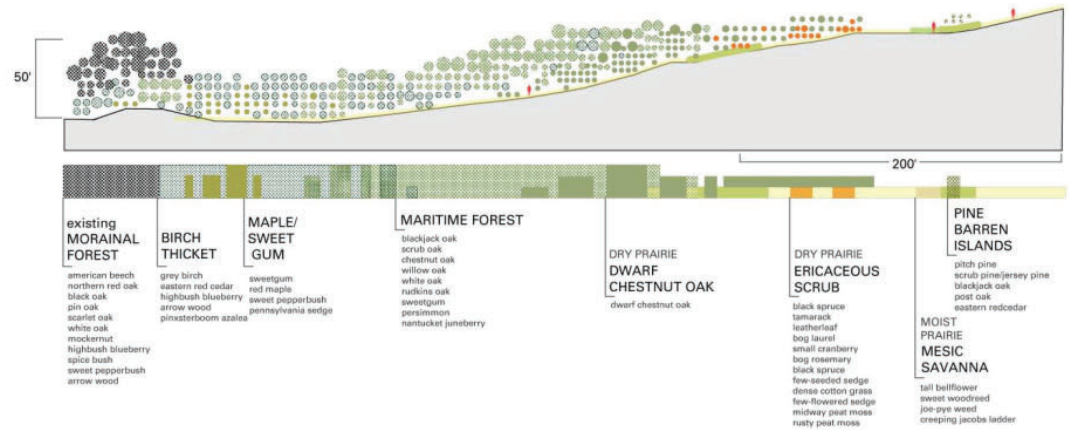 50'
200'
existing
MORAINAL
FOREST
american beech
northern red oak
black oak
pin oak
scarlet oak
white oak
mockernut
highbush blueberry
spice bush
sweet pepperbush
arrow wood
BIRCH
THICKET
grey birch
eastern red cedar
highbush blueberry
arrow wood
pinxsterboom azalea
MAPLE/
SWEET
GUM
sweetgum
red maple
sweet pepperbush
pennsylvania sedge
MARITIME FOREST
blackjack oak
scrub oak
chestnut oak
willow oak
white oak
rudkins oak
sweetgum
persimmon
nantucket juneberry
DRY PRAIRIE
DWARF
CHESTNUT OAK
dwarf chestnut oak
DRY PRAIRIE
ERICACEOUS
SCRUB
black spruce
tamarack
leatherleaf
bog laurel
small cranberry
bog rosemary
black spruce
few-seeded sedge
dense cotton grass
few-flowered sedge
midway peat moss
rusty peat moss
MOIST
PRAIRIE
MESIC
SAVANNA
tall bellflower
sweet woodreed
joe-pye weed
creeping jacobs ladder
PINE
BARREN
ISLANDS
pitch pine
scrub pine/jersey pine
blackjack oak
post oak
eastern redcedar